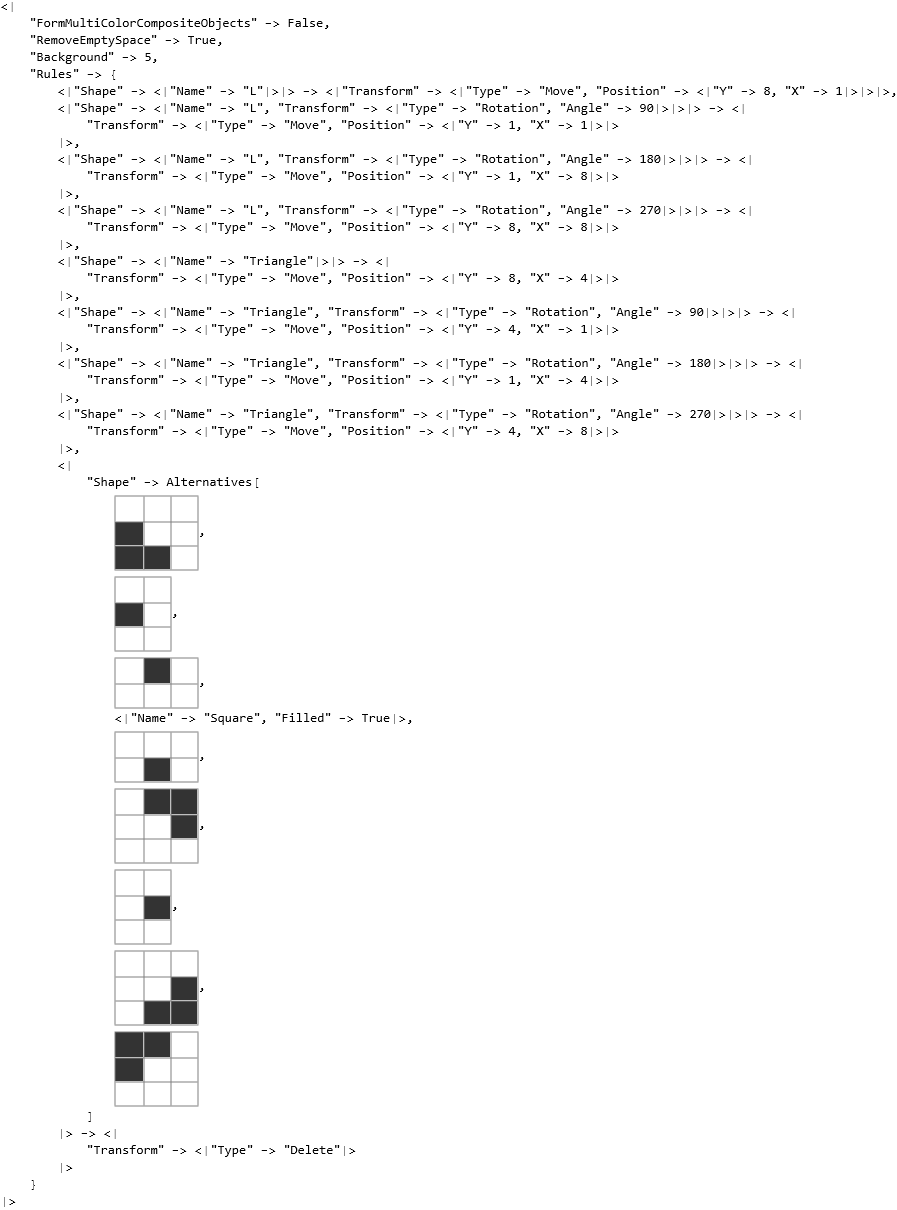 <|
"FormMultiColorCompositeObjects" -> False,
"RemoveEmptySpace" -> True,
"Background" -> 5,
"Rules" -> {
<|"Shape" -> <|"Name" -> "L"|>|> -> <|"Transform" -> <|"Type" -> "Move", "Position" -> <|"Y" -> 8, "X" -> 1|>|>|>,
<|"Shape" -> <|"Name" -> "L", "Transform" -> <|"Type" -> "Rotation", "Angle" -> 90|>|>|> -> <|
"Transform" -> <|"Type" -> "Move", "Position" -> <|"Y" -> 1, "X" -> 1|>|>
|>,
<|"Shape" -> <|"Name" -> "L", "Transform" -> <|"Type" -> "Rotation", "Angle" -> 180|>|>|> -> <|
"Transform" -> <|"Type" -> "Move", "Position" -> <|"Y" -> 1, "X" -> 8|>|>
|>,
<|"Shape" -> <|"Name" -> "L", "Transform" -> <|"Type" -> "Rotation", "Angle" -> 270|>|>|> -> <|
"Transform" -> <|"Type" -> "Move", "Position" -> <|"Y" -> 8, "X" -> 8|>|>
|>,
<|"Shape" -> <|"Name" -> "Triangle"|>|> -> <|
"Transform" -> <|"Type" -> "Move", "Position" -> <|"Y" -> 8, "X" -> 4|>|>
|>,
<|"Shape" -> <|"Name" -> "Triangle", "Transform" -> <|"Type" -> "Rotation", "Angle" -> 90|>|>|> -> <|
"Transform" -> <|"Type" -> "Move", "Position" -> <|"Y" -> 4, "X" -> 1|>|>
|>,
<|"Shape" -> <|"Name" -> "Triangle", "Transform" -> <|"Type" -> "Rotation", "Angle" -> 180|>|>|> -> <|
"Transform" -> <|"Type" -> "Move", "Position" -> <|"Y" -> 1, "X" -> 4|>|>
|>,
<|"Shape" -> <|"Name" -> "Triangle", "Transform" -> <|"Type" -> "Rotation", "Angle" -> 270|>|>|> -> <|
"Transform" -> <|"Type" -> "Move", "Position" -> <|"Y" -> 4, "X" -> 8|>|>
|>,
<|
"Shape" -> Alternatives[
,
,
,
<|"Name" -> "Square", "Filled" -> True|>,
,
,
,
,
]
|> -> <|
"Transform" -> <|"Type" -> "Delete"|>
|>
}
|>